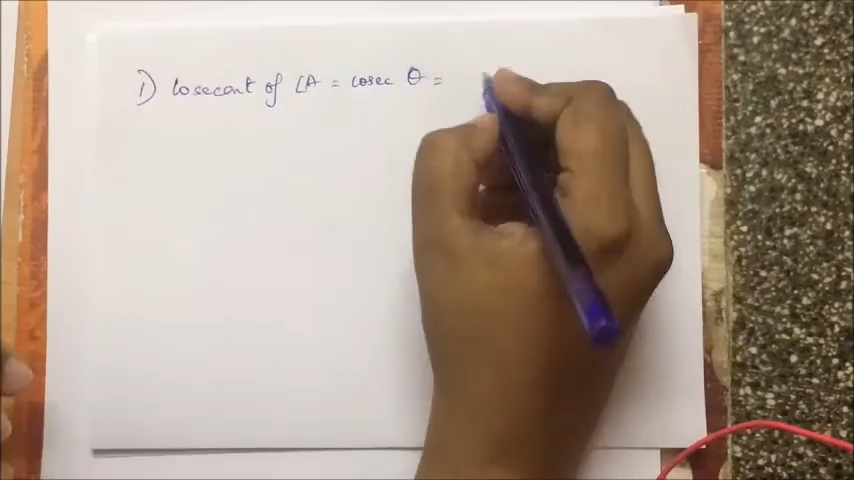 1) Cosecant of ∠A = cosec θ =